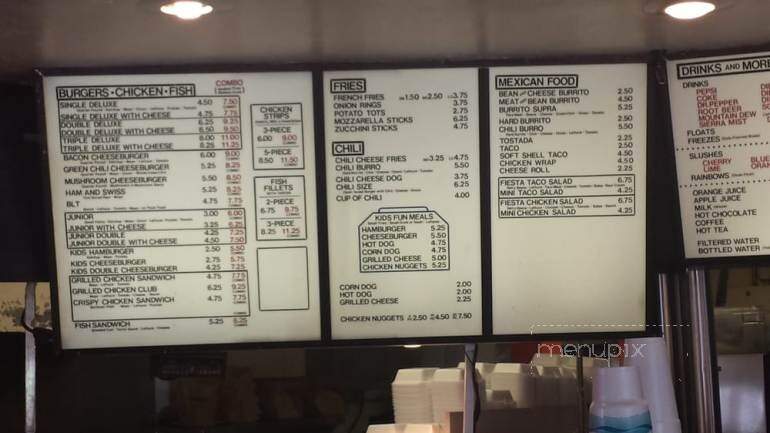 BURGERS • CHICKEN • FISH
COMBO
SINGLE DELUXE 4.50 7.50
SINGLE DELUXE WITH CHEESE 4.75 7.75
DOUBLE DELUXE 6.25 9.25
DOUBLE DELUXE WITH CHEESE 6.50 9.50
TRIPLE DELUXE 8.00 11.00
TRIPLE DELUXE WITH CHEESE 8.25 11.25
BACON CHEESEBURGER 6.00 9.00
GREEN CHILI CHEESEBURGER 5.25 8.25
MUSHROOM CHEESEBURGER 5.50 8.50
HAM AND SWISS 5.25 8.25
BLT 4.75 7.75
JUNIOR 3.00 6.00
JUNIOR WITH CHEESE 3.25 6.25
JUNIOR DOUBLE 4.25 7.25
JUNIOR DOUBLE WITH CHEESE 4.50 7.50
KIDS HAMBURGER 2.50 5.50
KIDS CHEESEBURGER 2.75 5.75
KIDS DOUBLE CHEESEBURGER 4.25 7.25
GRILLED CHICKEN SANDWICH 4.75 7.75
GRILLED CHICKEN CLUB 6.25 9.25
CRISPY CHICKEN SANDWICH 4.75 7.75
FISH SANDWICH 5.25 8.25
CHICKEN STRIPS
3-PIECE
6.00 9.00
5-PIECE
8.50 11.50
FISH FILLETS
2-PIECE
6.75 9.75
3-PIECE
8.25 11.25
FRIES
FRENCH FRIES 1.50 2.50 3.75
ONION RINGS 3.75
POTATO TOTS 2.75
MOZZARELLA STICKS 6.25
ZUCCHINI STICKS 4.75
CHILI
CHILI CHEESE FRIES 3.25 4.75
CHILI BURRO 5.50
CHILI CHEESE DOG 3.75
CHILI SIZE 6.25
CUP OF CHILI 4.00
KIDS FUN MEALS
HAMBURGER 5.25
CHEESEBURGER 5.50
HOT DOG 4.75
CORN DOG 4.75
GRILLED CHEESE 5.00
CHICKEN NUGGETS 5.25
CORN DOG 2.00
HOT DOG 2.00
GRILLED CHEESE 2.25
CHICKEN NUGGETS 2.50 4.50 7.50
MEXICAN FOOD
BEAN AND CHEESE BURRITO 2.50
MEAT AND BEAN BURRITO 4.50
BURRITO SUPRA 5.25
HARD BURRITO 2.50
CHILI BURRO 5.50
TOSTADA 2.25
TACO 2.50
SOFT SHELL TACO 4.50
CHICKEN WRAP 4.50
CHEESE ROLL 2.25
FIESTA TACO SALAD 6.75
MINI TACO SALAD 4.25
FIESTA CHICKEN SALAD 6.75
MINI CHICKEN SALAD 4.25
DRINKS AND MORE
DRINKS
PEPSI
COKE
DR.PEPPER
ROOT BEER
MOUNTAIN DEW
SIERRA MIST
FLOATS
FREEZES
SLUSHES
CHERRY
LIME
RAINBOWS
ORANGE JUICE
APPLE JUICE
MILK
HOT CHOCOLATE
COFFEE
HOT TEA
FILTERED WATER
BOTTLED WATER
menupix